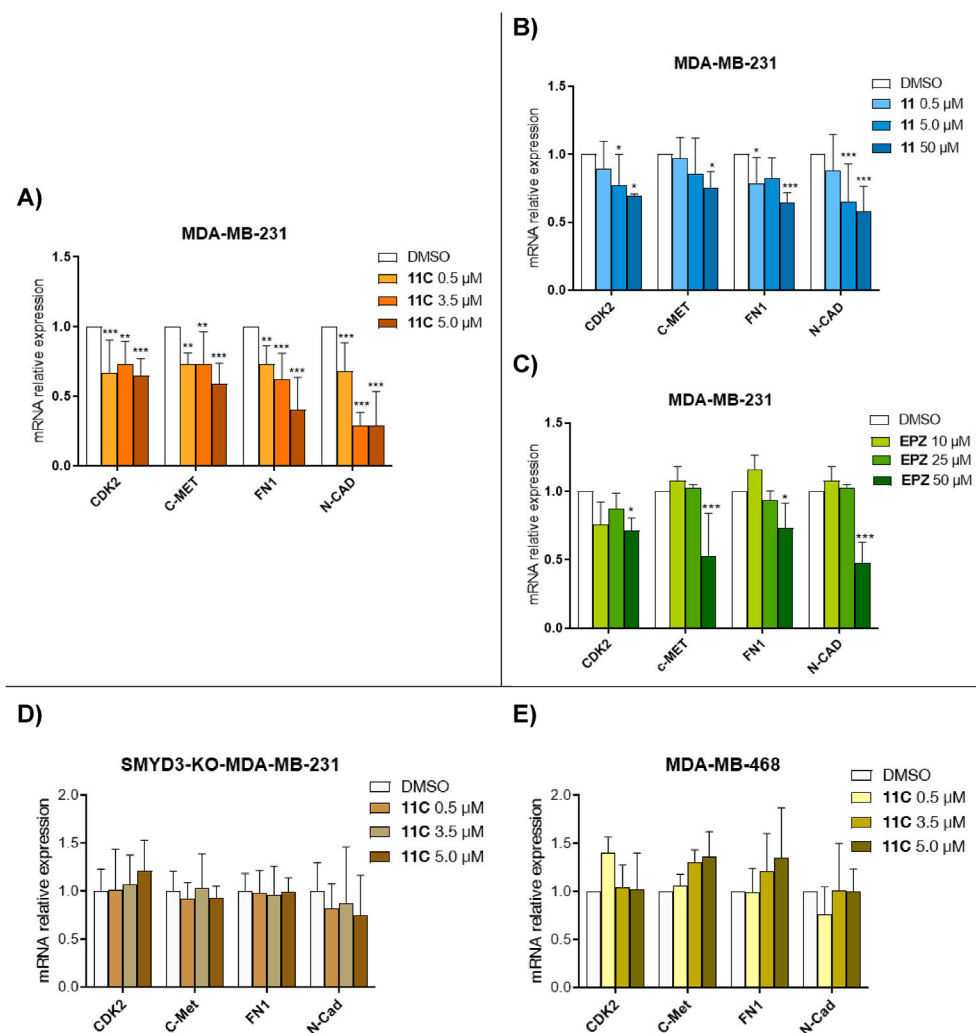 A)
MDA-MB-231
mRNA relative expression
1.5
1.0
0.5
0.0
DMSO
11C 0.5 µM
11C 3.5 µM
11C 5.0 µM
*** ** ***
** ** ***
** *** ***
*** *** ***
CDK2
C-MET
FN1
N-CAD
B)
MDA-MB-231
mRNA relative expression
1.5
1.0
0.5
0.0
DMSO
11 0.5 µM
11 5.0 µM
11 50 µM
* *
*
* ***
*** ***
CDK2
C-MET
FN1
N-CAD
C)
MDA-MB-231
mRNA relative expression
1.5
1.0
0.5
0.0
DMSO
EPZ 10 µM
EPZ 25 µM
EPZ 50 µM
*
***
*
***
CDK2
c-MET
FN1
N-CAD
D)
SMYD3-KO-MDA-MB-231
mRNA relative expression
2.0
1.5
1.0
0.5
0.0
DMSO
11C 0.5 µM
11C 3.5 µM
11C 5.0 µM
CDK2
C-Met
FN1
N-Cad
E)
MDA-MB-468
mRNA relative expression
2.0
1.5
1.0
0.5
0.0
DMSO
11C 0.5 µM
11C 3.5 µM
11C 5.0 µM
CDK2
C-Met
FN1
N-Cad